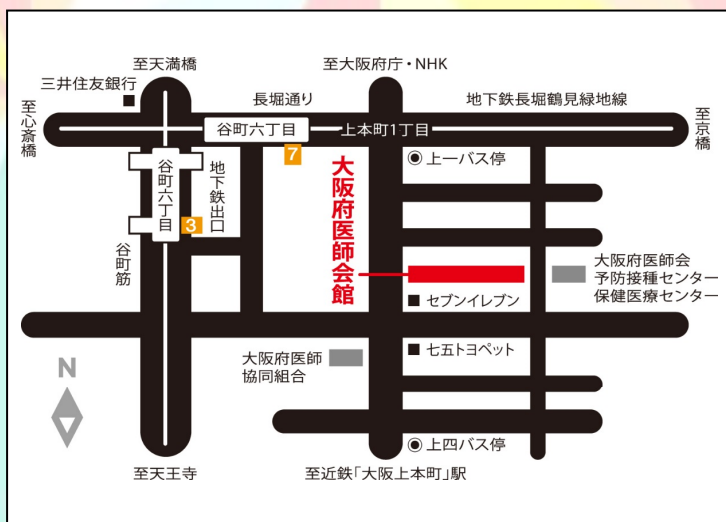 至天満橋
至大阪府庁・NHK
三井住友銀行
長堀通り
地下鉄長堀鶴見緑地線
至心斎橋
谷町六丁目
上本町1丁目
至京橋
7
上一バス停
谷町六丁目
地下鉄出口
大阪府医師会館
3
谷町筋
大阪府医師会
予防接種センター
保健医療センター
セブンイレブン
七五トヨペット
大阪府医師
協同組合
N
上四バス停
至天王寺
至近鉄「大阪上本町」駅